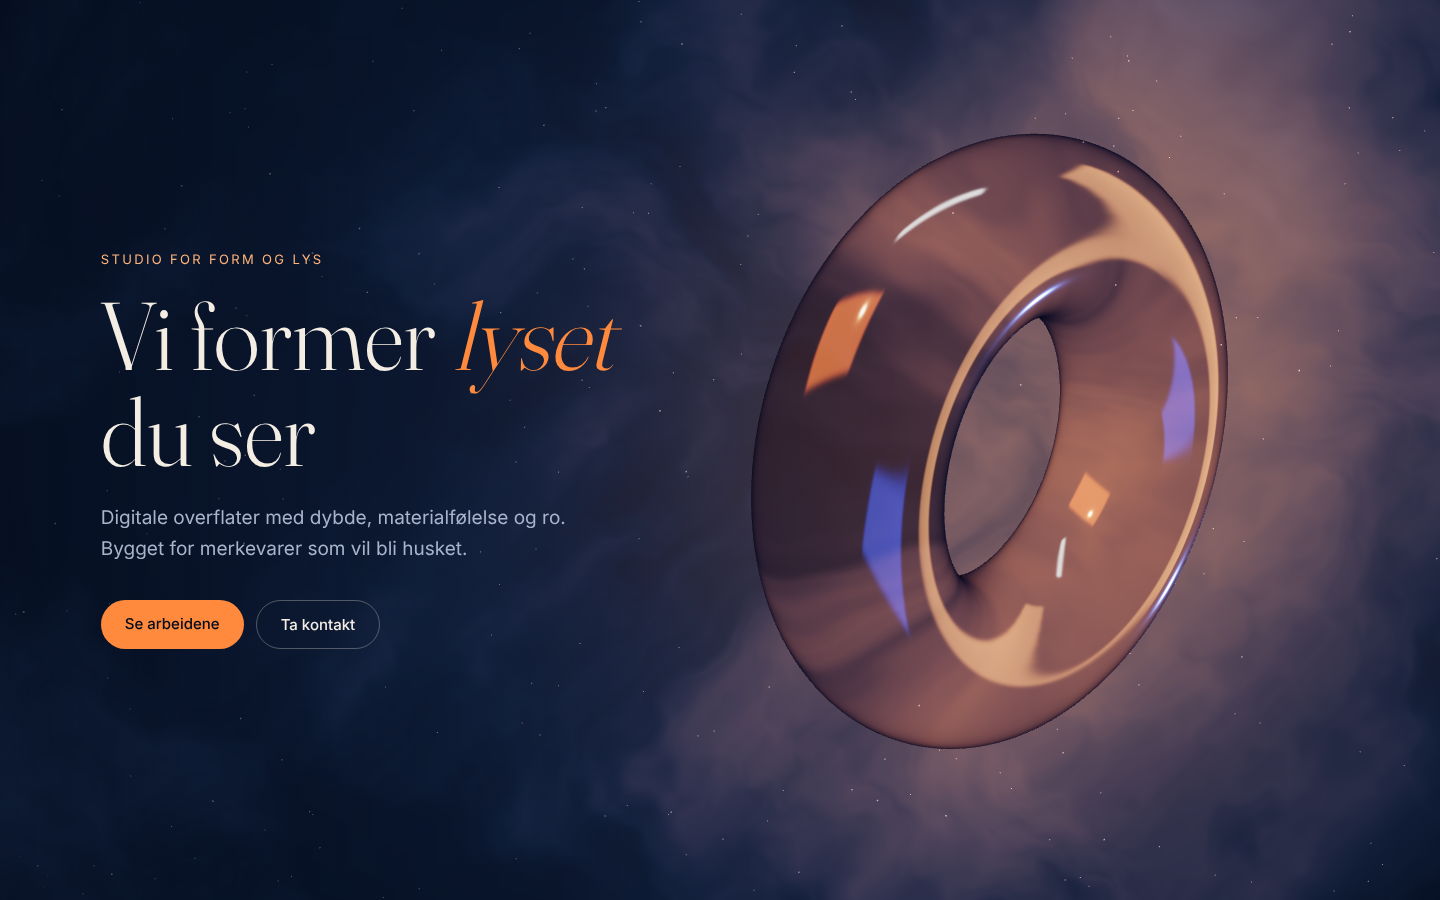 STUDIO FOR FORM OG LYS
Vi former lyset
du ser
Digitale overflater med dybde, materialfølelse og ro.
Bygget for merkevarer som vil bli husket.
Se arbeidene
Ta kontakt